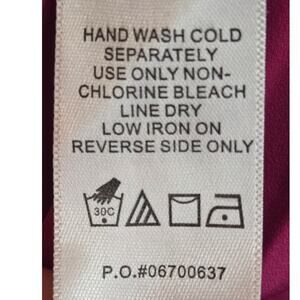 HAND WASH COLD
SEPARATELY
USE ONLY NON-
CHLORINE BLEACH
LINE DRY
LOW IRON ON
REVERSE SIDE ONLY
30C
P.O.#06700637